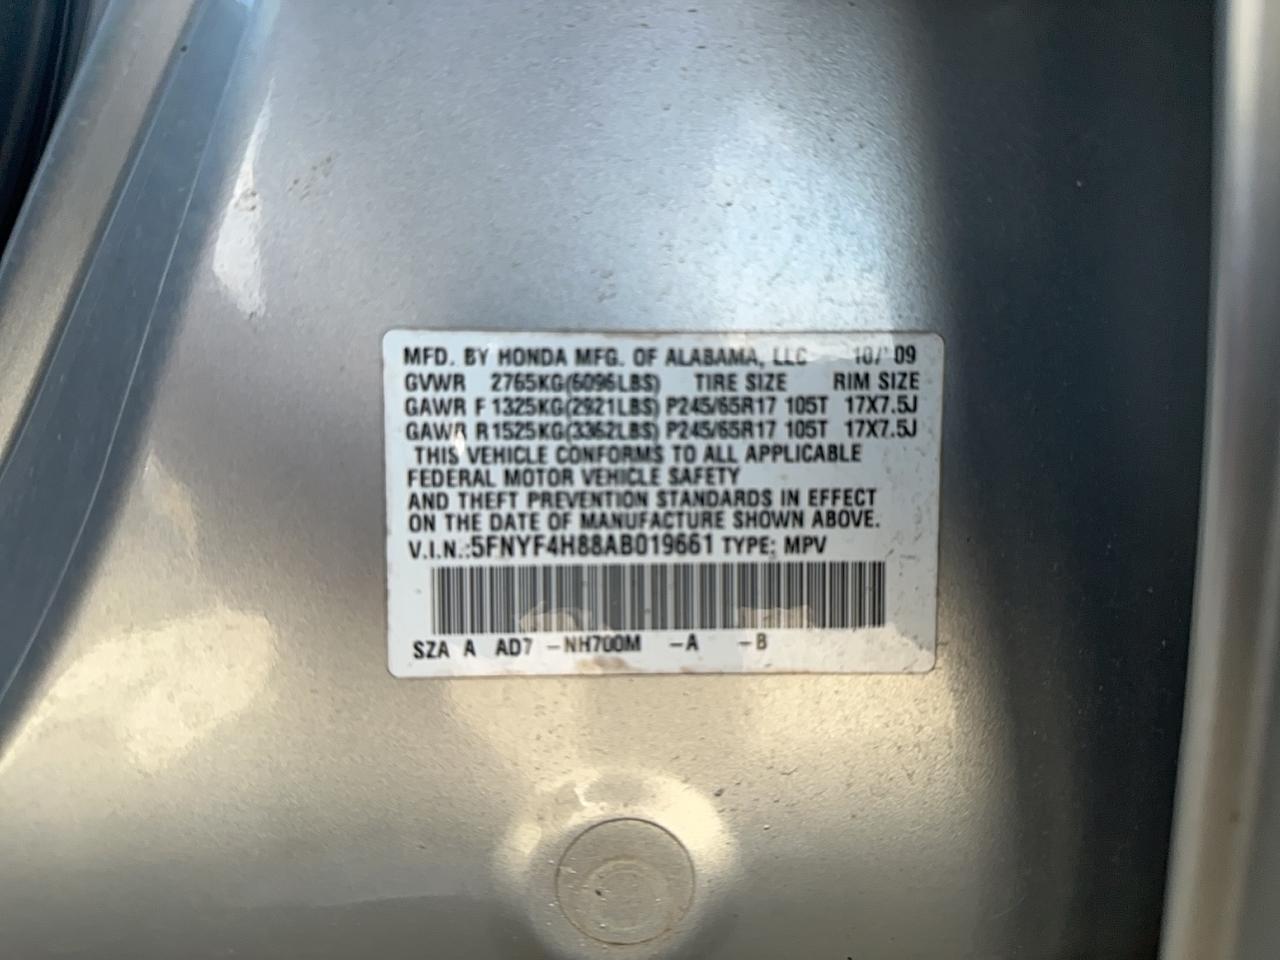 MFD. BY HONDA MFG. OF ALABAMA, LLC 10/ 09
GVWR 2765KG(6096LBS) TIRE SIZE RIM SIZE
GAWR F 1325KG(2921LBS) P245/65R17 105T 17X7.5J
GAWR R 1525KG(3362LBS) P245/65R17 105T 17X7.5J
THIS VEHICLE CONFORMS TO ALL APPLICABLE
FEDERAL MOTOR VEHICLE SAFETY
AND THEFT PREVENTION STANDARDS IN EFFECT
ON THE DATE OF MANUFACTURE SHOWN ABOVE.
V.I.N.:5FNYF4H88AB019661 TYPE: MPV
SZA A AD7 -NH700M -A -B